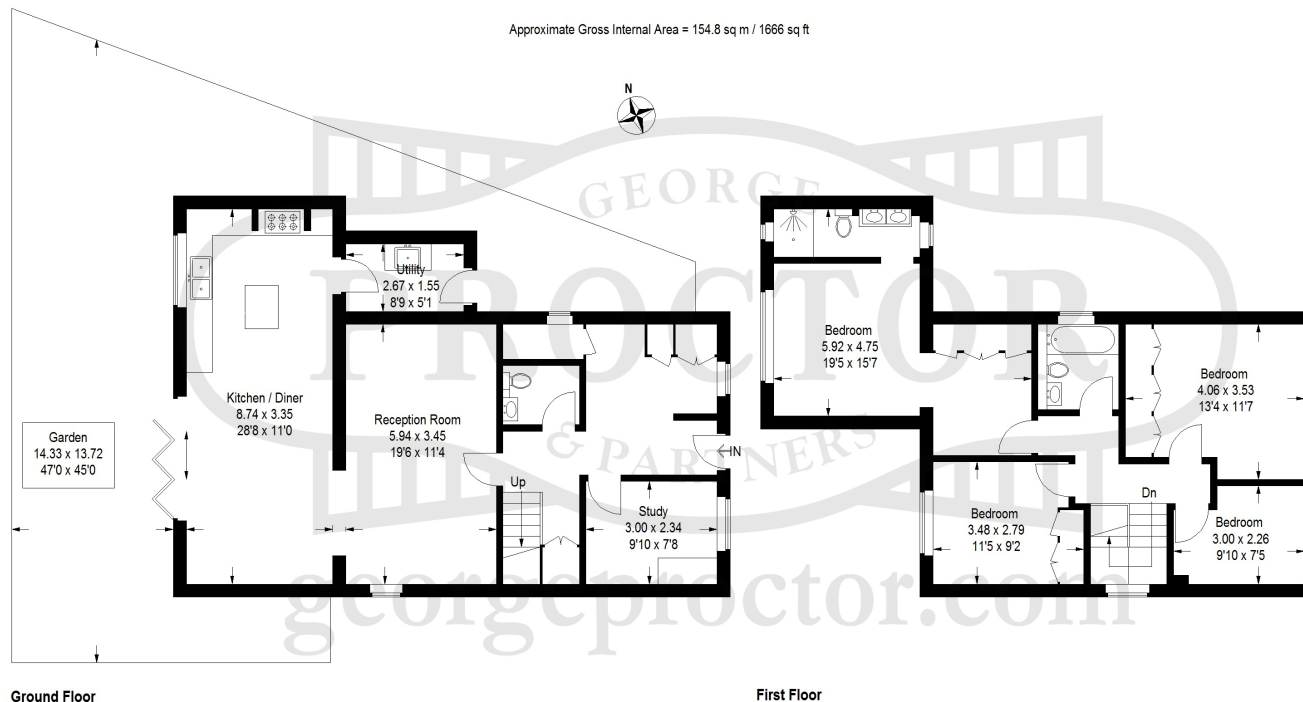 Approximate Gross Internal Area = 154.8 sq m / 1666 sq ft
N
GEORGE
PROCTOR
& PARTNERS
georgeproctor.com
Utility
2.67 x 1.55
8'9 x 5'1
Kitchen / Diner
8.74 x 3.35
28'8 x 11'0
Reception Room
5.94 x 3.45
19'6 x 11'4
Garden
14.33 x 13.72
47'0 x 45'0
IN
Up
Study
3.00 x 2.34
9'10 x 7'8
Ground Floor
Bedroom
5.92 x 4.75
19'5 x 15'7
Bedroom
4.06 x 3.53
13'4 x 11'7
Bedroom
3.48 x 2.79
11'5 x 9'2
Dn
Bedroom
3.00 x 2.26
9'10 x 7'5
First Floor